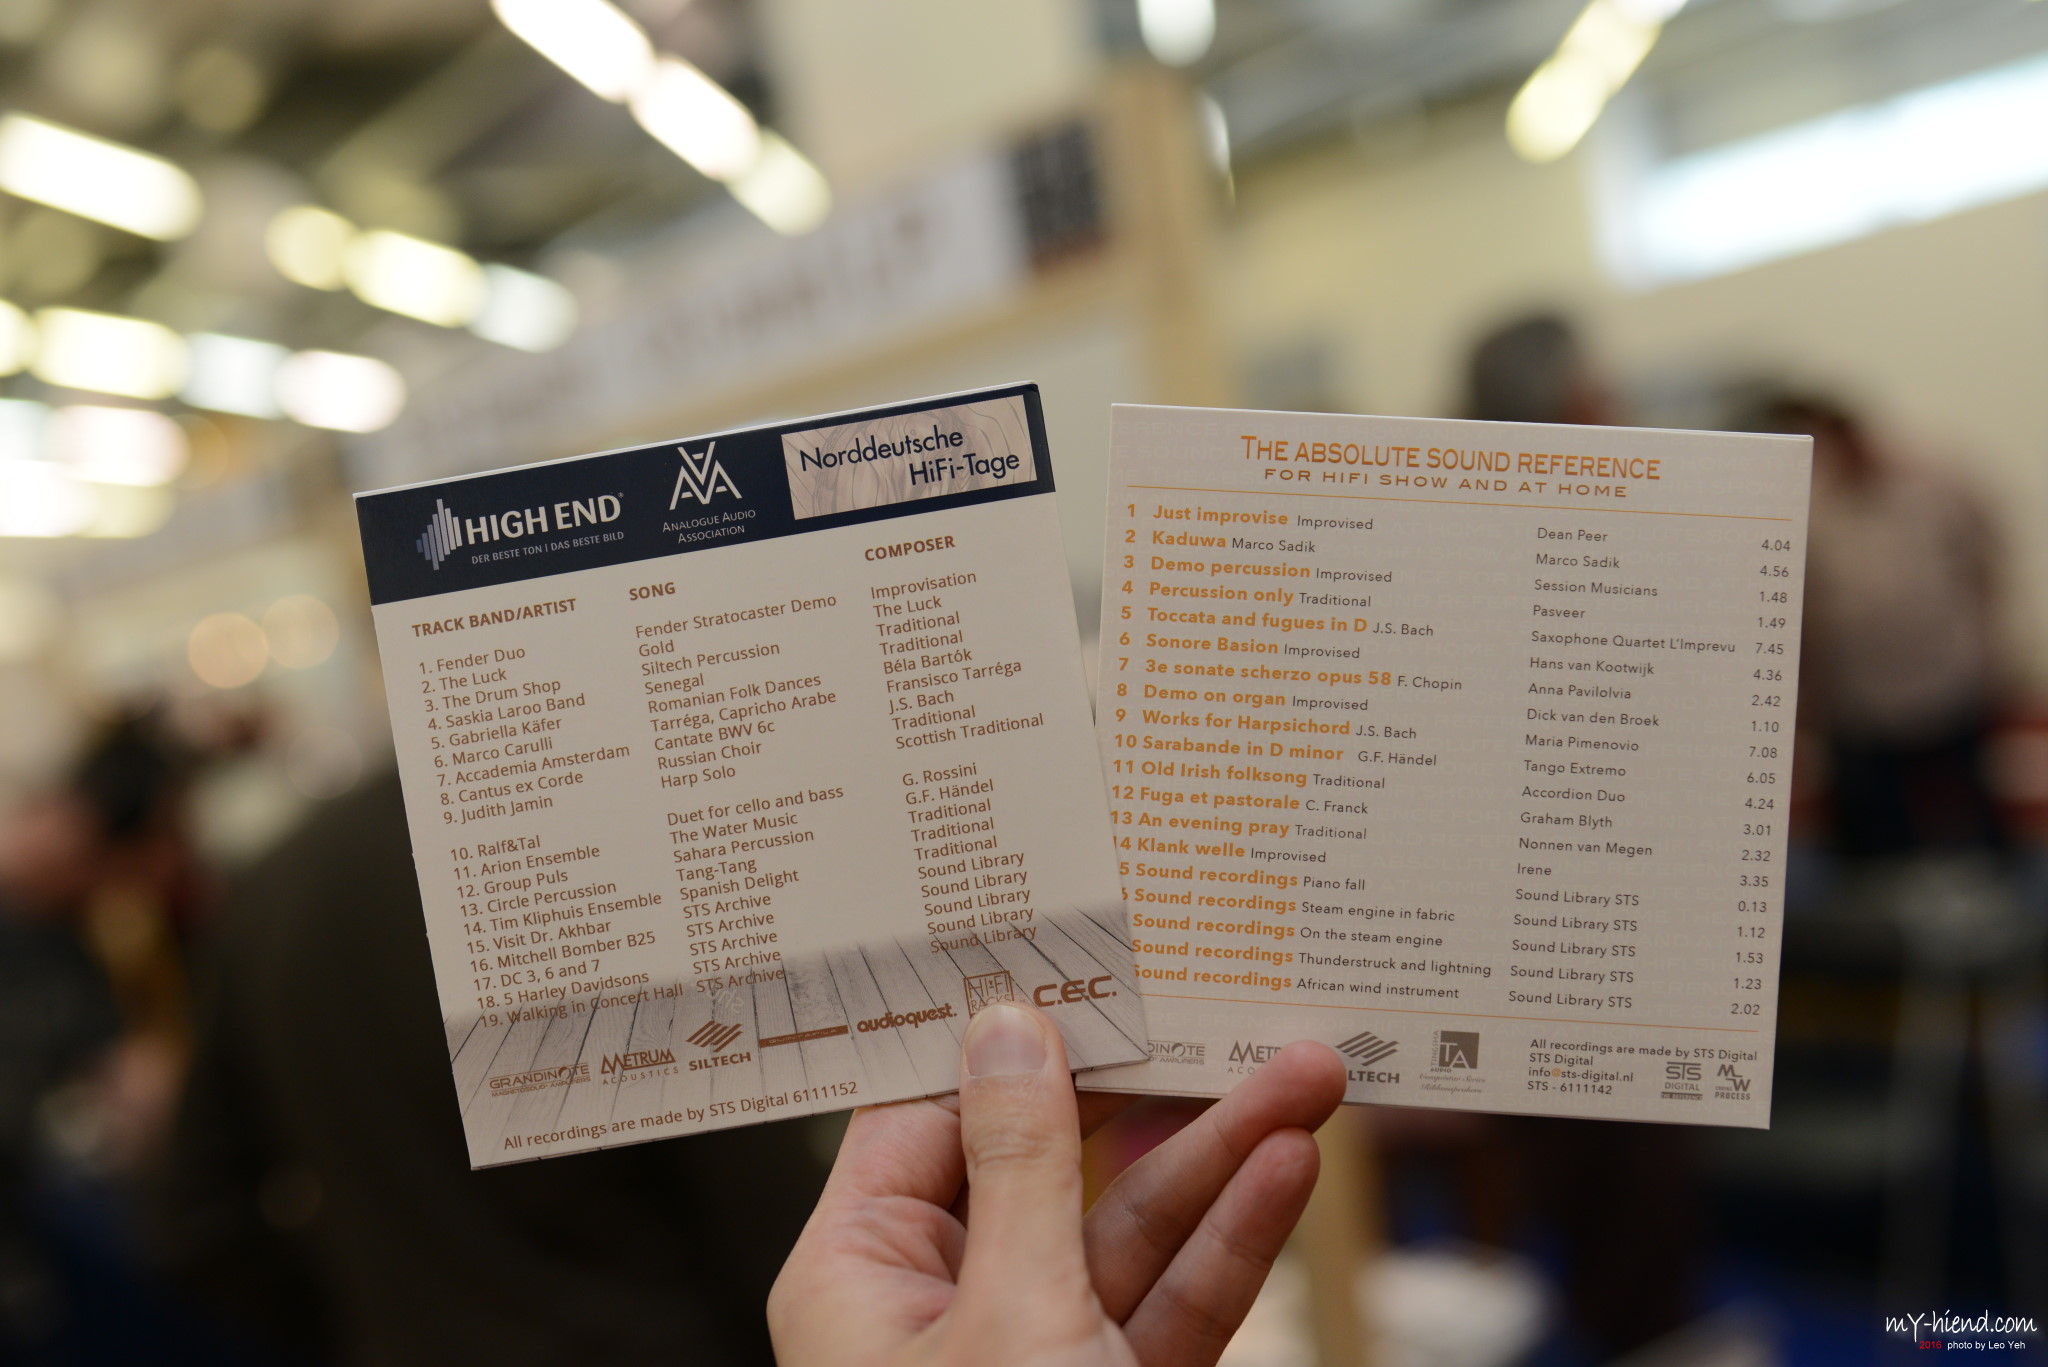 HIGH END®
DER BESTE TON | DAS BESTE BILD
ANALOGUE AUDIO
ASSOCIATION
Norddeutsche
HiFi-Tage
TRACK BAND/ARTIST SONG COMPOSER
1. Fender Duo Fender Stratocaster Demo Improvisation
2. The Luck Gold The Luck
3. The Drum Shop Siltech Percussion Traditional
4. Saskia Laroo Band Senegal Traditional
5. Gabriella Käfer Romanian Folk Dances Béla Bartók
6. Marco Carulli Tarréga, Capricho Arabe Fransisco Tarréga
7. Accademia Amsterdam Cantate BWV 6c J.S. Bach
8. Cantus ex Corde Russian Choir Traditional
9. Judith Jamin Harp Solo Scottish Traditional
10. Ralf&Tal Duet for cello and bass G. Rossini
11. Arion Ensemble The Water Music G.F. Händel
12. Group Puls Sahara Percussion Traditional
13. Circle Percussion Tang-Tang Traditional
14. Tim Kliphuis Ensemble Spanish Delight Traditional
15. Visit Dr. Akhbar STS Archive Sound Library
16. Mitchell Bomber B25 STS Archive Sound Library
17. DC 3, 6 and 7 STS Archive Sound Library
18. 5 Harley Davidsons STS Archive Sound Library
19. Walking in Concert Hall STS Archive Sound Library
GRANDINOTE
MAGNETOSOLID AMPLIFIERS
METRUM
ACOUSTICS
SILTECH
audioquest.
HI-FI
RACKS
C.E.C.
All recordings are made by STS Digital 6111152
THE ABSOLUTE SOUND REFERENCE
FOR HIFI SHOW AND AT HOME
1 Just improvise Improvised Dean Peer 4.04
2 Kaduwa Marco Sadik Marco Sadik 4.56
3 Demo percussion Improvised Session Musicians 1.48
4 Percussion only Traditional Pasveer 1.49
5 Toccata and fugues in D J.S. Bach Saxophone Quartet L'Imprevu 7.45
6 Sonore Basion Improvised Hans van Kootwijk 4.36
7 3e sonate scherzo opus 58 F. Chopin Anna Pavilolvia 2.42
8 Demo on organ Improvised Dick van den Broek 1.10
9 Works for Harpsichord J.S. Bach Maria Pimenovio 7.08
10 Sarabande in D minor G.F. Händel Tango Extremo 6.05
11 Old Irish folksong Traditional Accordion Duo 4.24
12 Fuga et pastorale C. Franck Graham Blyth 3.01
13 An evening pray Traditional Nonnen van Megen 2.32
14 Klank welle Improvised Irene 3.35
5 Sound recordings Piano fall Sound Library STS 0.13
6 Sound recordings Steam engine in fabric Sound Library STS 1.12
Sound recordings On the steam engine Sound Library STS 1.53
Sound recordings Thunderstruck and lightning Sound Library STS 1.23
Sound recordings African wind instrument Sound Library STS 2.02
DINOTE
METR
LTECH
TA
AUDIO
All recordings are made by STS Digital
STS Digital
info@sts-digital.nl
STS - 6111142
STS
DIGITAL
MW
PROCESS
my-hiend.com
2016 photo by Leo Yeh